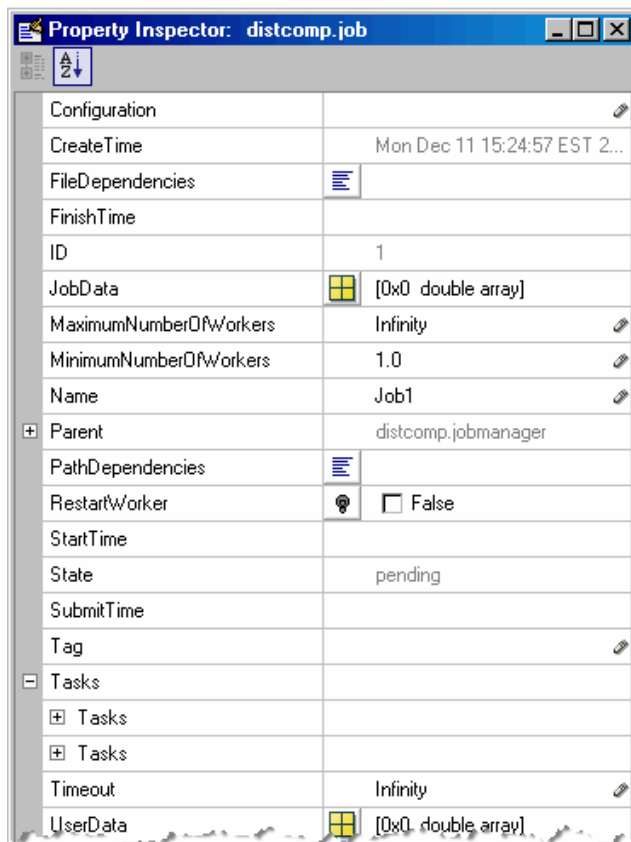 Property Inspector: distcomp.job
A
Z
Configuration
CreateTime Mon Dec 11 15:24:57 EST 2...
FileDependencies
FinishTime
ID 1
JobData [0x0 double array]
MaximumNumberOfWorkers Infinity
MinimumNumberOfWorkers 1.0
Name Job1
Parent distcomp.jobmanager
PathDependencies
RestartWorker False
StartTime
State pending
SubmitTime
Tag
Tasks
Tasks
Tasks
Timeout Infinity
UserData [0x0 double array]